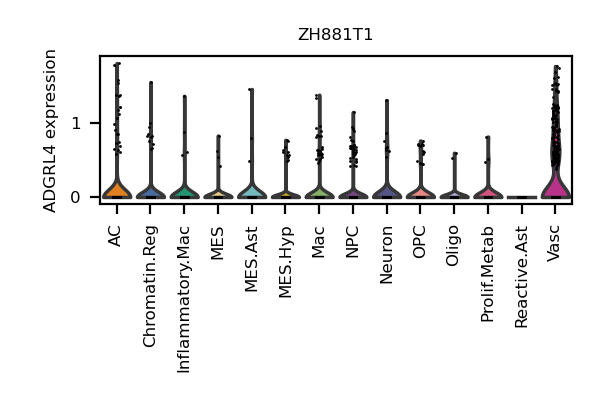 ZH881T1
ADGRL4 expression
1
0
AC
Chromatin.Reg
Inflammatory.Mac
MES
MES.Ast
MES.Hyp
Mac
NPC
Neuron
OPC
Oligo
Prolif.Metab
Reactive.Ast
Vasc